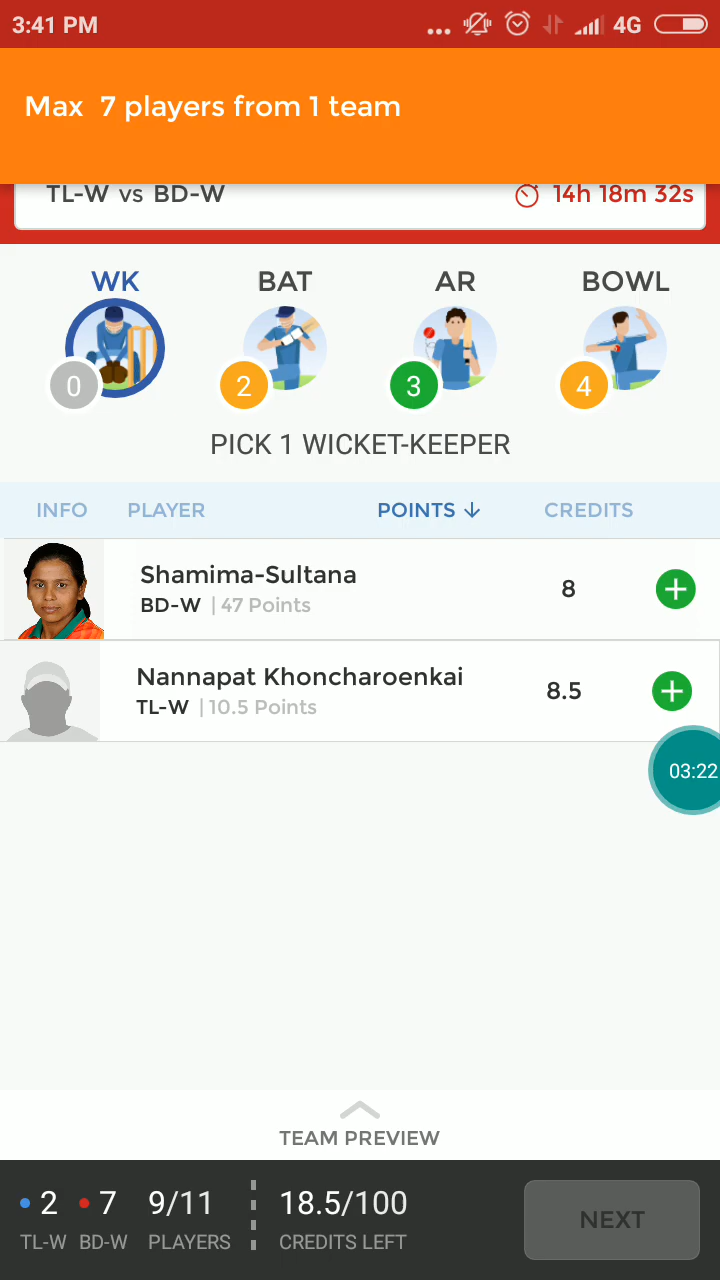 3:41 PM ... 4G
Max 7 players from 1 team
TL-W vs BD-W 14h 18m 32s
WK BAT AR BOWL
0 2 3 4
PICK 1 WICKET-KEEPER
INFO PLAYER POINTS ↓ CREDITS
Shamima-Sultana 8
BD-W | 47 Points
Nannapat Khoncharoenkai 8.5
TL-W | 10.5 Points
03:22
TEAM PREVIEW
2 7 9/11 18.5/100 NEXT
TL-W BD-W PLAYERS CREDITS LEFT